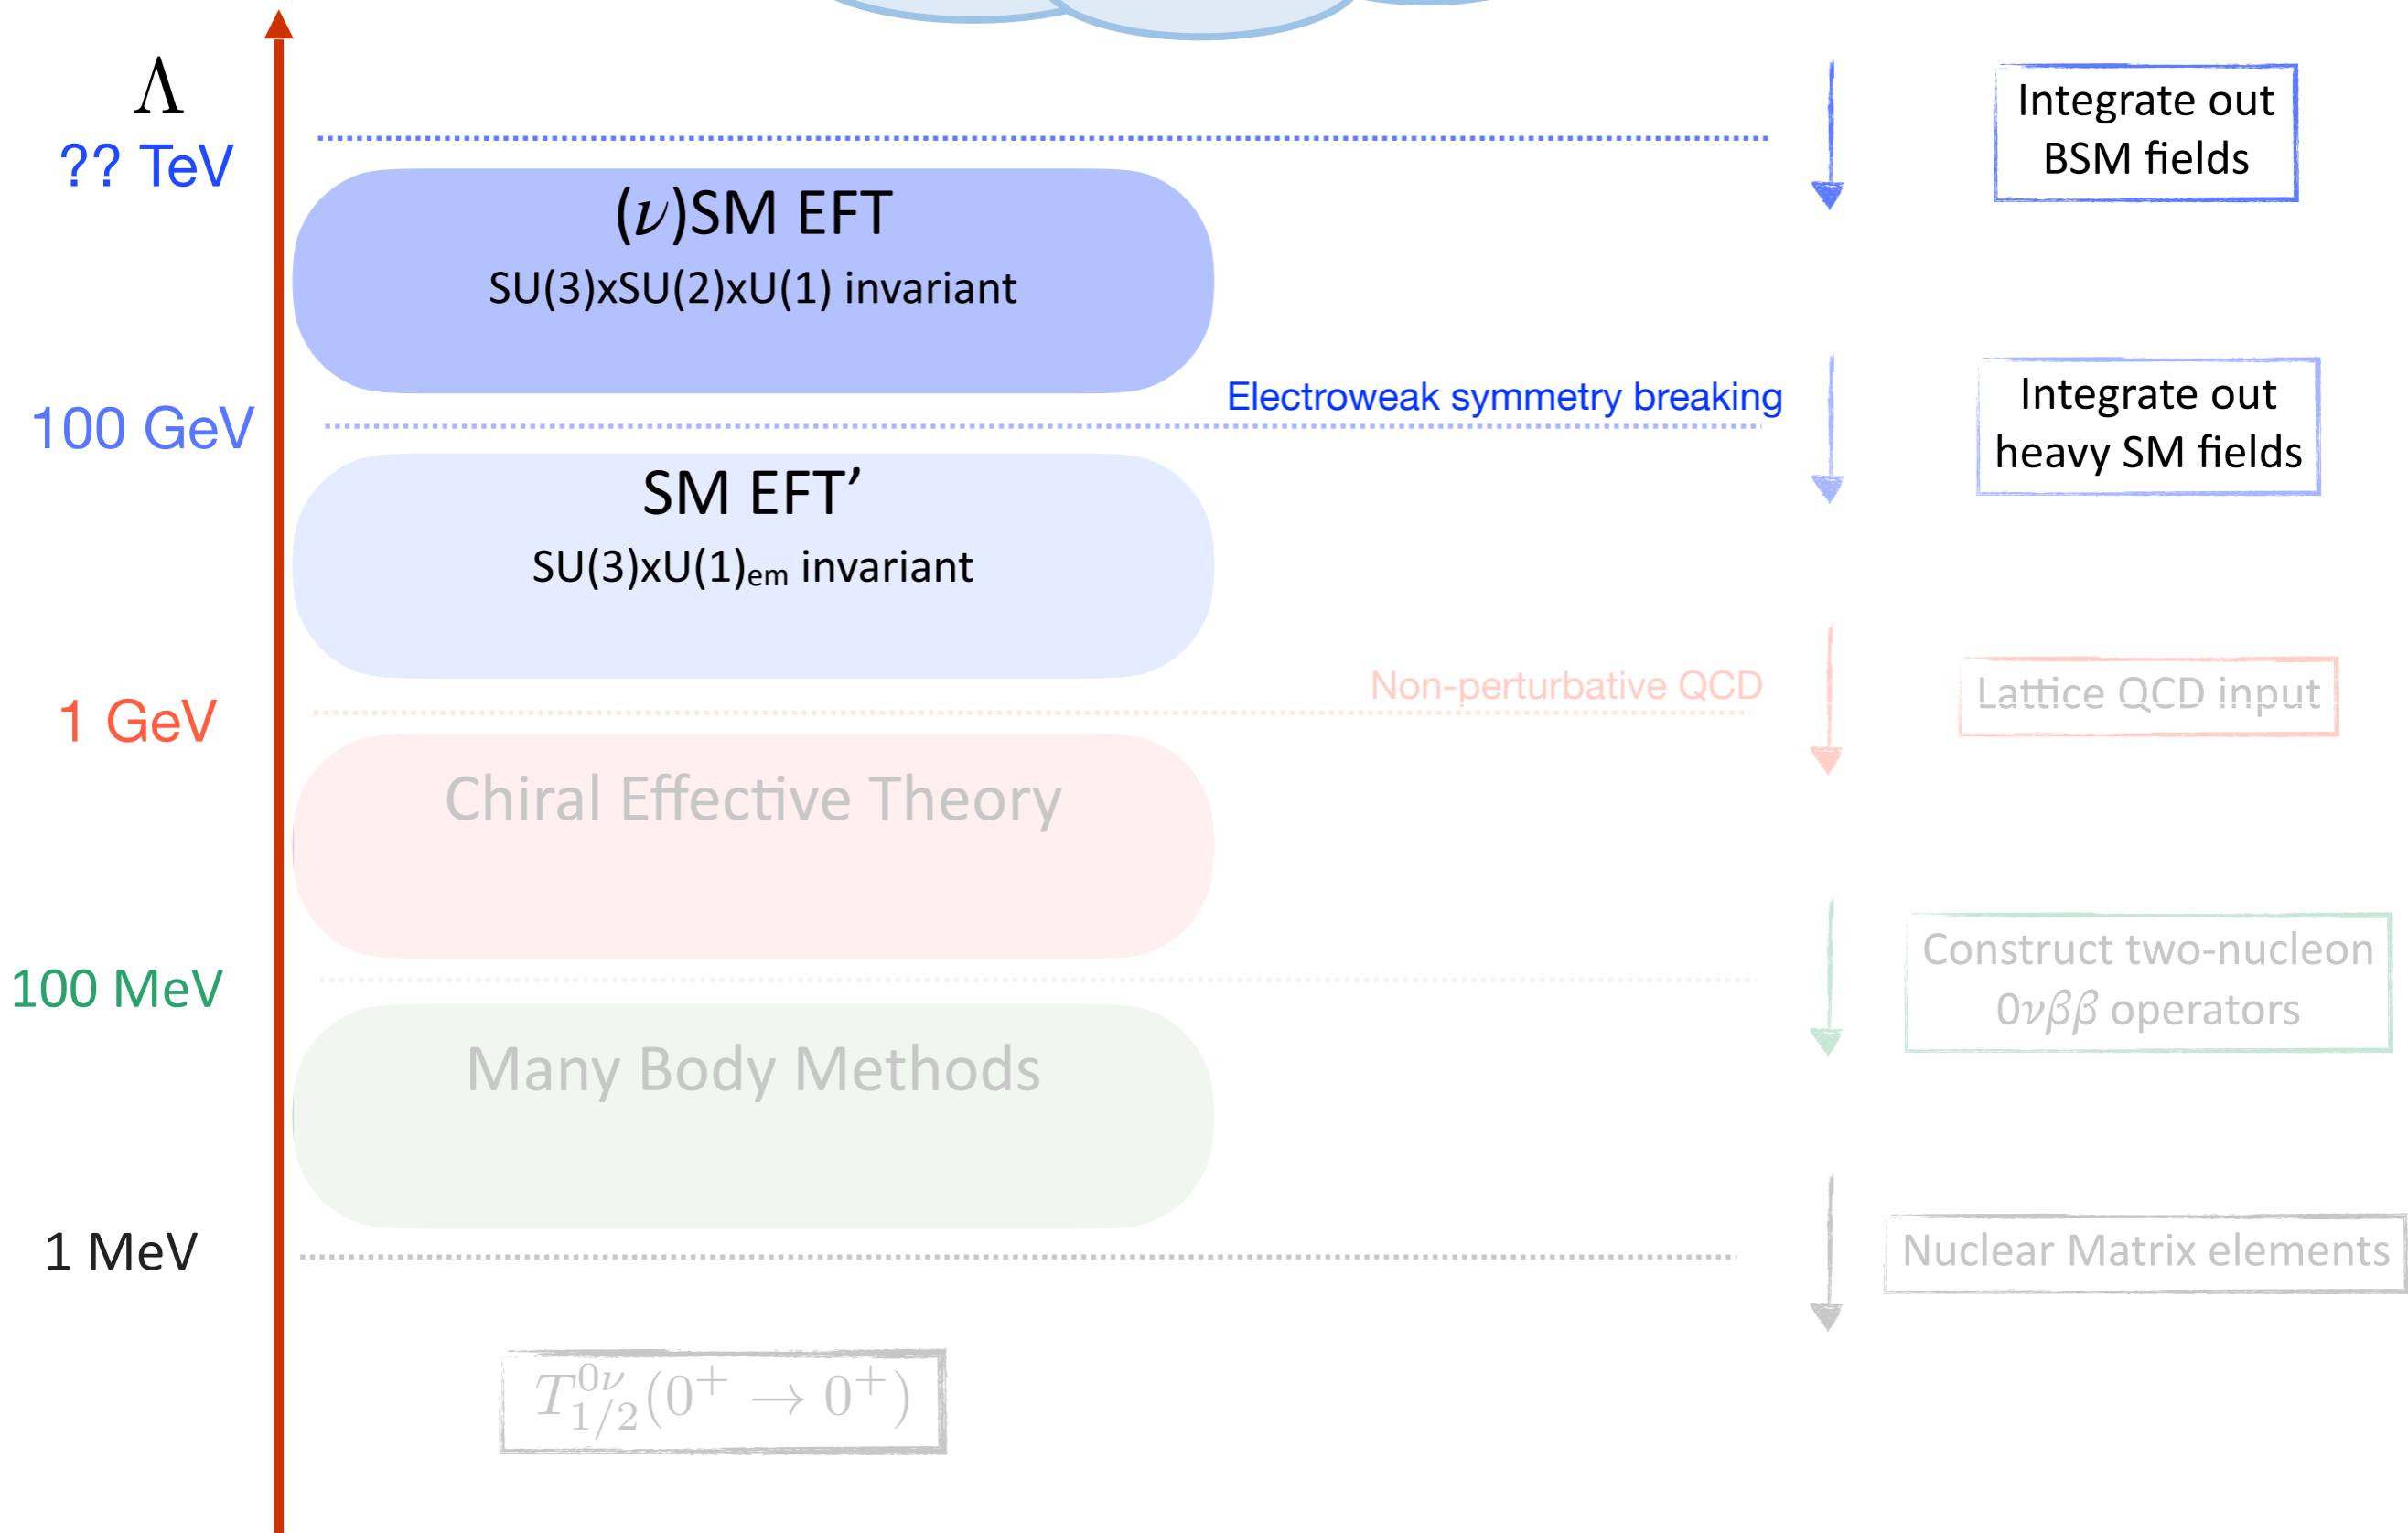 Λ
?? TeV
Integrate out
BSM fields
(ν)SM EFT
SU(3)xSU(2)xU(1) invariant
100 GeV
Electroweak symmetry breaking
Integrate out
heavy SM fields
SM EFT’
SU(3)xU(1)em invariant
1 GeV
Non-perturbative QCD
Lattice QCD input
Chiral Effective Theory
100 MeV
Construct two-nucleon
0νββ operators
Many Body Methods
1 MeV
Nuclear Matrix elements
T^{0ν}_{1/2}(0⁺ → 0⁺)